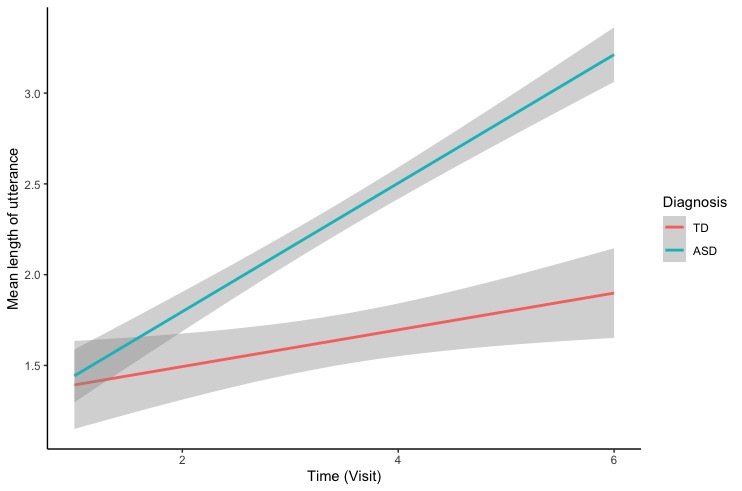 3.0
2.5
2.0
1.5
Mean length of utterance
2
4
6
Time (Visit)
Diagnosis
TD
ASD